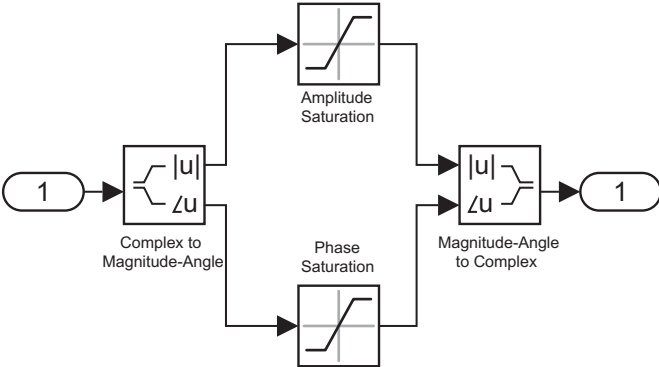 Amplitude
Saturation
1
|u|
∠u
Complex to
Magnitude-Angle
Phase
Saturation
|u|
∠u
Magnitude-Angle
to Complex
1